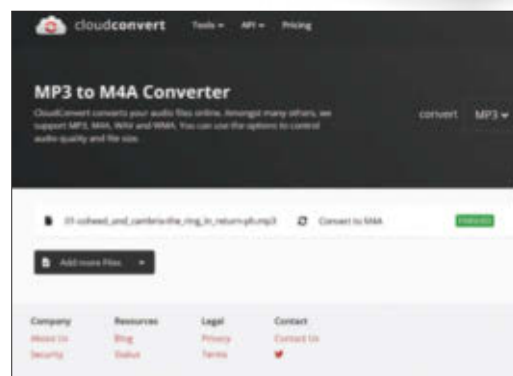 cloudconvert Tools API Pricing
MP3 to M4A Converter
CloudConvert converts your audio files online. Amongst many others, we
support MP3, M4A, WAV and WMA. You can use the options to control
audio quality and file size.
convert MP3
01-coheed_and_cambria-the_ring_in_return-ph.mp3 Convert to M4A FINISHED
Add more Files
Company Resources Legal Contact
About Us Blog Privacy Contact Us
Security Status Terms